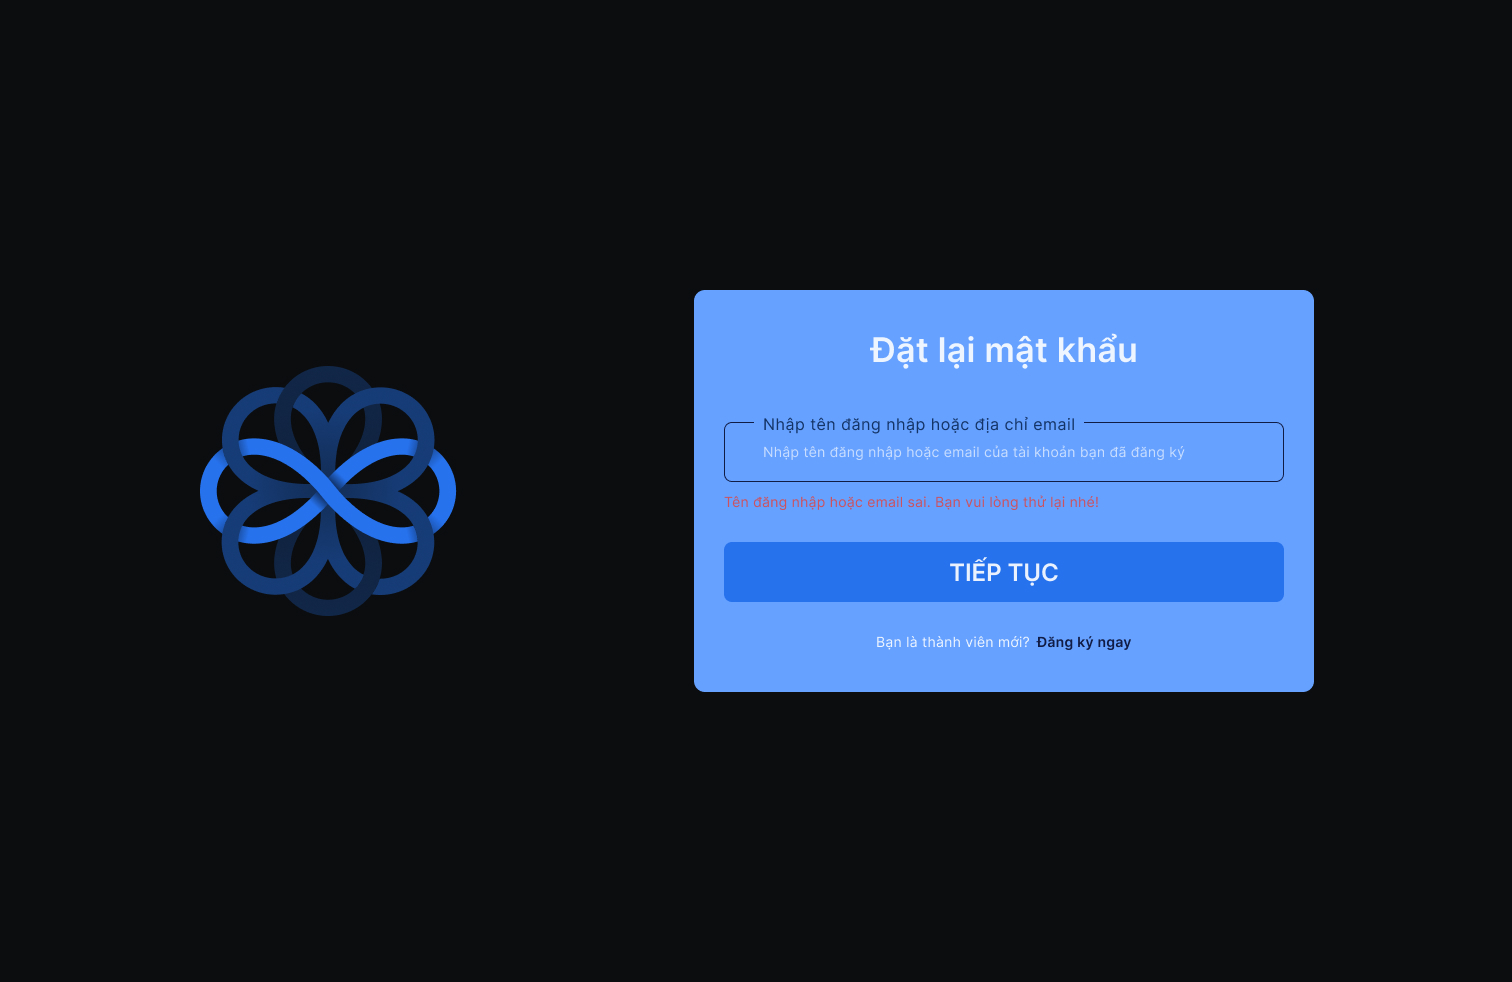 Đặt lại mật khẩu
Nhập tên đăng nhập hoặc địa chỉ email
Nhập tên đăng nhập hoặc email của tài khoản bạn đã đăng ký
Tên đăng nhập hoặc email sai. Bạn vui lòng thử lại nhé!
TIẾP TỤC
Bạn là thành viên mới? Đăng ký ngay